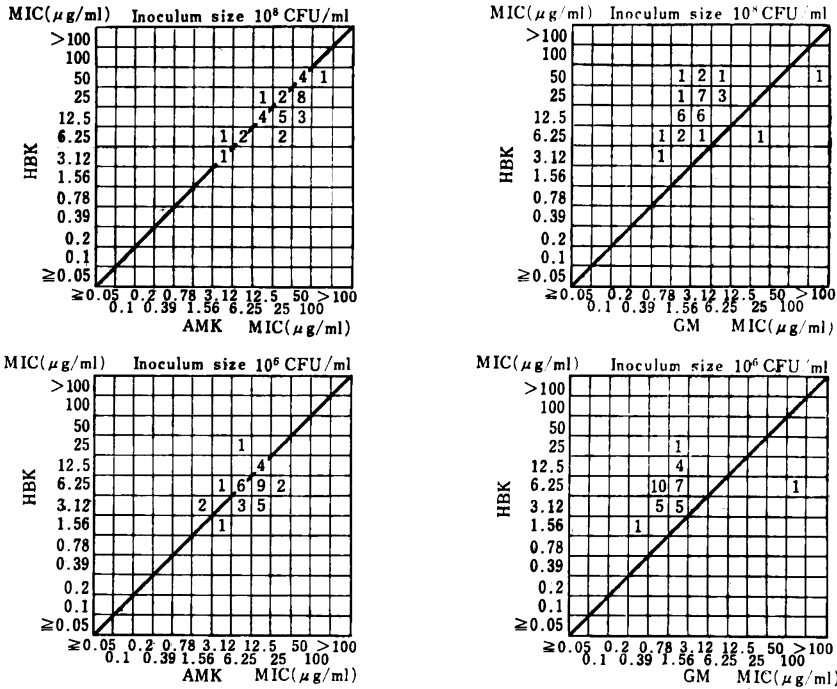 MIC(μg/ml) Inoculum size 10⁸ CFU/ml
>100
100
50 4 1
25 1 2 8
12.5 4 5 3
6.25 1 2 2
3.12 1
1.56
0.78
0.39
0.2
0.1
≧0.05
HBK
≧0.05 0.2 0.78 3.12 12.5 50 >100
0.1 0.39 1.56 6.25 25 100
AMK MIC(μg/ml)
MIC(μg/ml) Inoculum size 10⁸ CFU/ml
>100
100
50 1 2 1 1
25 1 7 3
12.5 6 6
6.25 1 2 1 1
3.12 1
1.56
0.78
0.39
0.2
0.1
≧0.05
HBK
≧0.05 0.2 0.78 3.12 12.5 50 >100
0.1 0.39 1.56 6.25 25 100
GM MIC(μg/ml)
MIC(μg/ml) Inoculum size 10⁶ CFU/ml
>100
100
50
25 1
12.5 4
6.25 1 6 9 2
3.12 2 3 5
1.56 1
0.78
0.39
0.2
0.1
≧0.05
HBK
≧0.05 0.2 0.78 3.12 12.5 50 >100
0.1 0.39 1.56 6.25 25 100
AMK MIC(μg/ml)
MIC(μg/ml) Inoculum size 10⁶ CFU/ml
>100
100
50
25 1
12.5 4
6.25 10 7 1
3.12 5 5
1.56 1
0.78
0.39
0.2
0.1
≧0.05
HBK
≧0.05 0.2 0.78 3.12 12.5 50 >100
0.1 0.39 1.56 6.25 25 100
GM MIC(μg/ml)